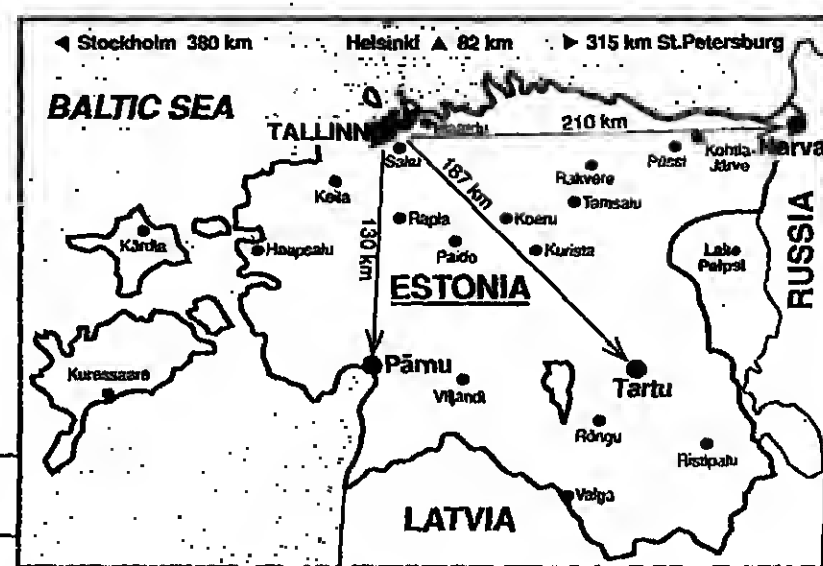 ◄ Stockholm 380 km Helsinki ▲ 82 km ► 315 km St.Petersburg
BALTIC SEA
TALLINN
210 km
Narva
Saku
Püssi
Kohtla-
Järve
Rakvere
Keila
187 km
Tamsalu
Kärdla
Haapsalu
130 km
Rapla
Koeru
Paide
Kurista
Lake
Peipsi
RUSSIA
ESTONIA
Pärnu
Tartu
Kuressaare
Viljandi
Rõngu
Valga
LATVIA